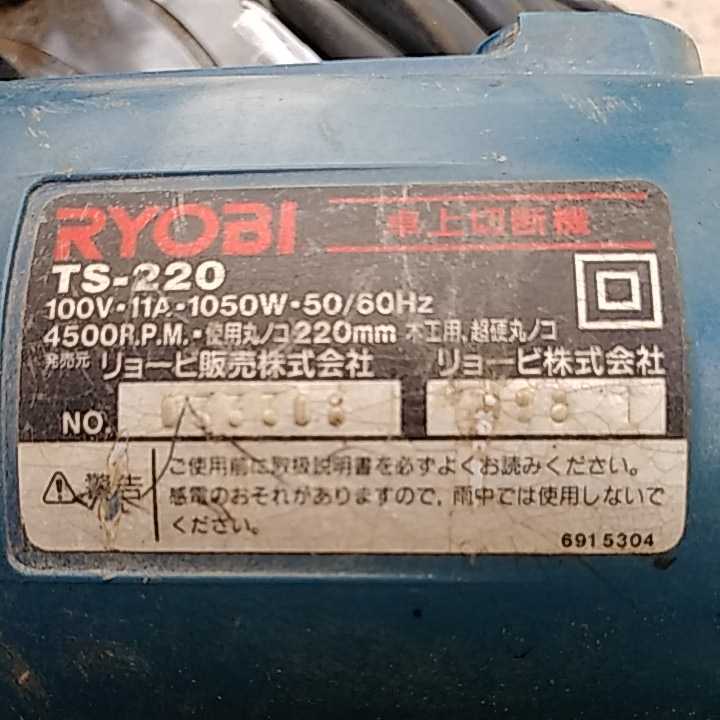 RYOBI 卓上切断機
TS-220
100V・11A・1050W・50/60Hz
4500R.P.M.・使用丸ノコ220mm 木工用、超硬丸ノコ
発売元 リョービ販売株式会社 リョービ株式会社
NO.
⚠警告 ご使用前に取扱説明書を必ずよくお読みください。
感電のおそれがありますので、雨中では使用しないで
ください。
6915304